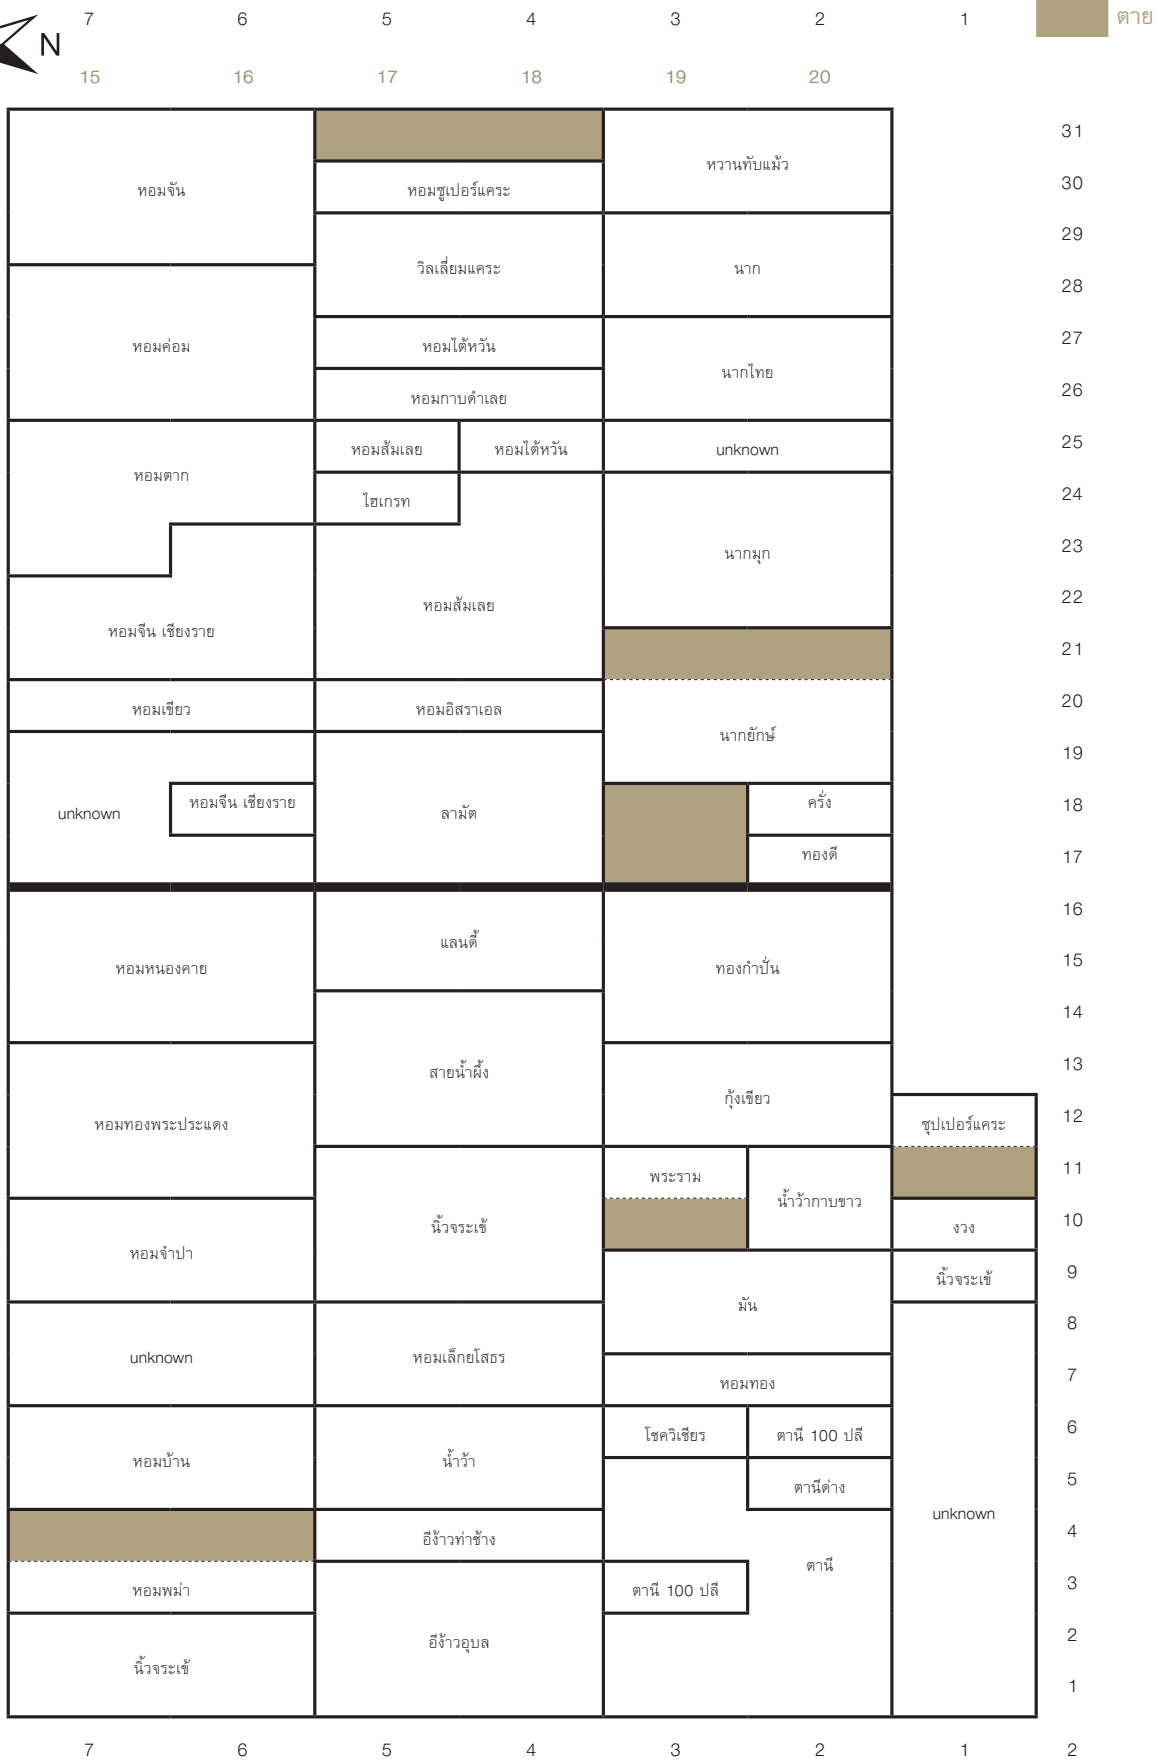 7 6 5 4 3 2 1 ตาย
N
15 16 17 18 19 20
31
หวานทับแม้ว
หอมจัน หอมซูเปอร์แคระ 30
29
วิลเลี่ยมแคระ นาก
28
หอมค่อม หอมไต้หวัน 27
นากไทย
หอมกาบดำเลย 26
หอมส้มเลย หอมไต้หวัน unknown 25
หอมตาก
ไฮเกรท 24
นากมุก 23
หอมส้มเลย 22
หอมจีน เชียงราย
21
หอมเขียว หอมอิสราเอล 20
นากยักษ์
19
หอมจีน เชียงราย ครั่ง 18
unknown ลามัต
ทองดี 17
16
แลนดี้
หอมหนองคาย ทองกำปั่น 15
14
สายน้ำผึ้ง 13
กุ้งเขียว
หอมทองพระประแดง ซุปเปอร์แคระ 12
พระราม 11
น้ำว้ากาบขาว
นิ้วจระเข้ งวง 10
หอมจำปา
นิ้วจระเข้ 9
มัน
8
unknown หอมเล็กยโสธร
หอมทอง 7
โชควิเชียร ตานี 100 ปลี 6
หอมบ้าน น้ำว้า
ตานีด่าง 5
unknown
อีง้าวท่าช้าง 4
ตานี
หอมพม่า ตานี 100 ปลี 3
อีง้าวอุบล 2
นิ้วจระเข้
1
7 6 5 4 3 2 1 2